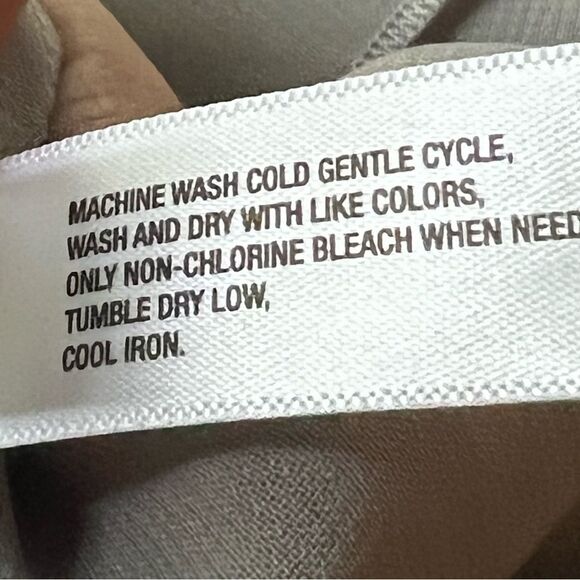 MACHINE WASH COLD GENTLE CYCLE,
WASH AND DRY WITH LIKE COLORS,
ONLY NON-CHLORINE BLEACH WHEN NEED
TUMBLE DRY LOW,
COOL IRON.